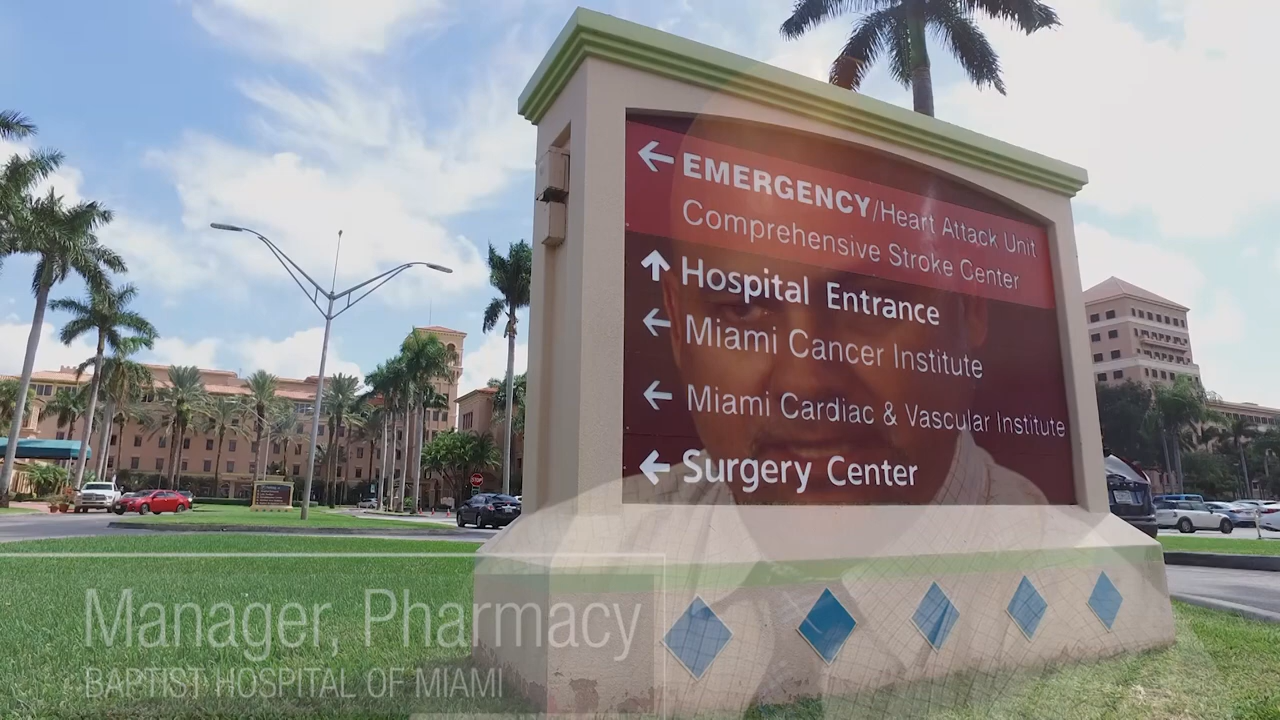 EMERGENCY/Heart Attack Unit
Comprehensive Stroke Center
Hospital Entrance
Miami Cancer Institute
Miami Cardiac & Vascular Institute
Surgery Center
STOP
Manager, Pharmacy
BAPTIST HOSPITAL OF MIAMI